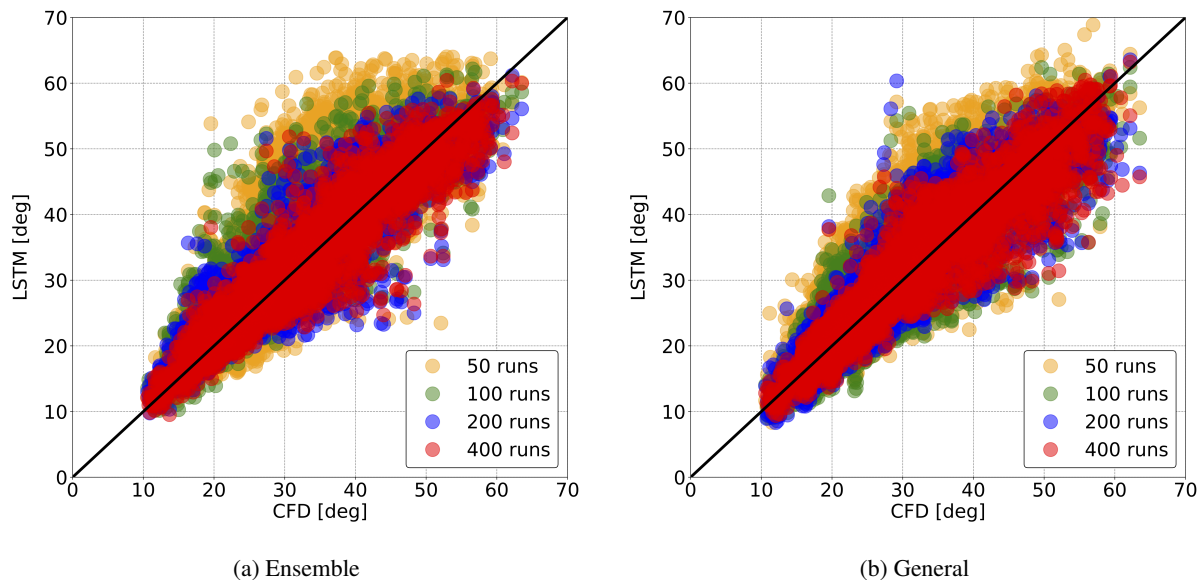 70
60
50
40
30
20
10
0
LSTM [deg]
0 10 20 30 40 50 60 70
CFD [deg]
50 runs
100 runs
200 runs
400 runs
(a) Ensemble
70
60
50
40
30
20
10
0
LSTM [deg]
0 10 20 30 40 50 60 70
CFD [deg]
50 runs
100 runs
200 runs
400 runs
(b) General